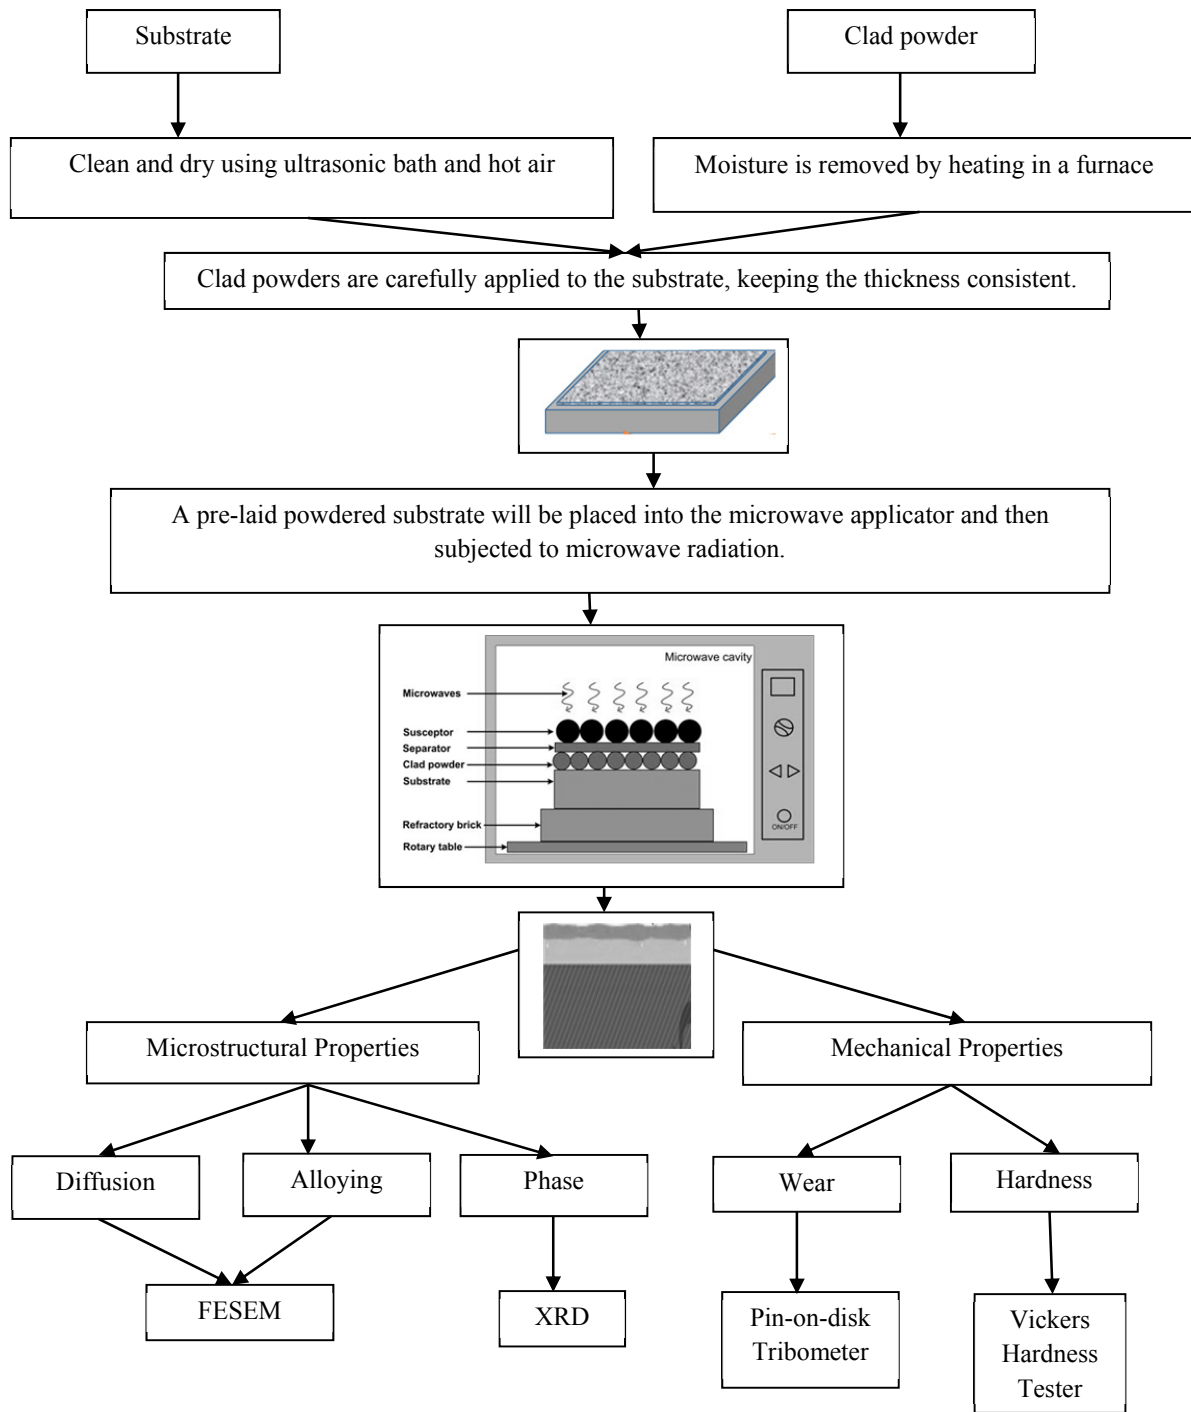 Substrate
Clad powder
Clean and dry using ultrasonic bath and hot air
Moisture is removed by heating in a furnace
Clad powders are carefully applied to the substrate, keeping the thickness consistent.
A pre-laid powdered substrate will be placed into the microwave applicator and then
subjected to microwave radiation.
Microwave cavity
Microwaves
Susceptor
Separator
Clad powder
Substrate
Refractory brick
Rotary table
ON/OFF
Microstructural Properties
Mechanical Properties
Diffusion
Alloying
Phase
Wear
Hardness
FESEM
XRD
Pin-on-disk
Tribometer
Vickers
Hardness
Tester